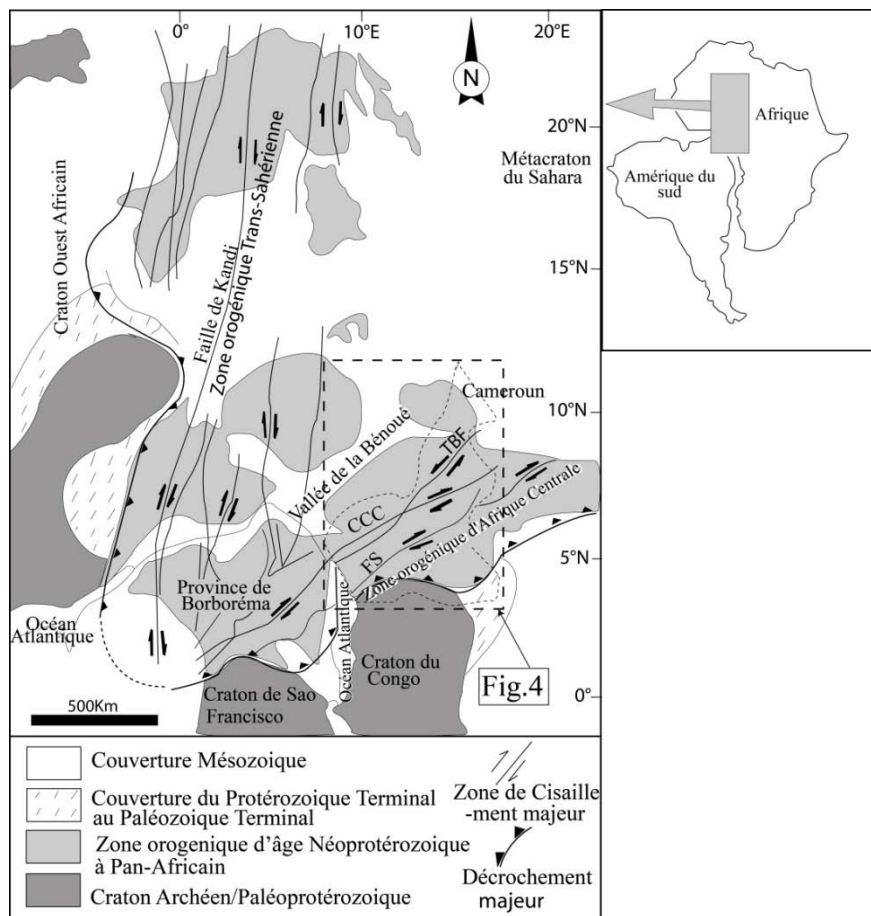 0°
10°E
20°E
N
20°N
Métacraton
du Sahara
15°N
10°N
5°N
0°
Craton Ouest Africain
Faille de Kandi
Zone orogénique Trans-Sahérienne
Cameroun
Vallée de la Bénoué
TBF
CCC
FS
Zone orogénique d'Afrique Centrale
Province de
Borboréma
Océan
Atlantique
Océan Atlantique
Craton du
Congo
Craton de Sao
Francisco
Fig.4
500Km
Afrique
Amérique du
sud
Couverture Mésozoique
Couverture du Protérozoique Terminal
au Paléozoique Terminal
Zone orogenique d'âge Néoprotérozoique
à Pan-Africain
Craton Archéen/Paléoprotérozoique
Zone de Cisaille
-ment majeur
Décrochement
majeur